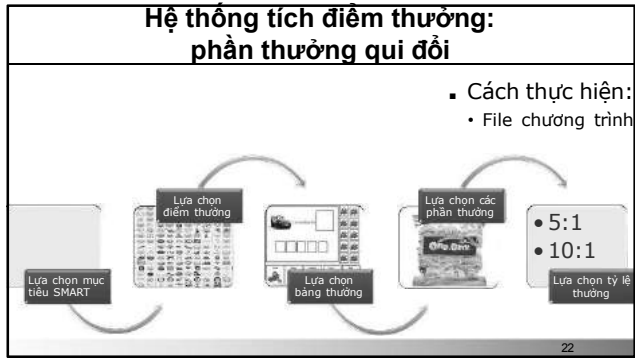 Hệ thống tích điểm thưởng:
phần thưởng qui đổi
▪ Cách thực hiện:
• File chương trình
Lựa chọn mục
tiêu SMART
Lựa chọn
điểm thưởng
Lựa chọn
bảng thưởng
Lựa chọn các
phần thưởng
• 5:1
• 10:1
Lựa chọn tỷ lệ
thưởng
22